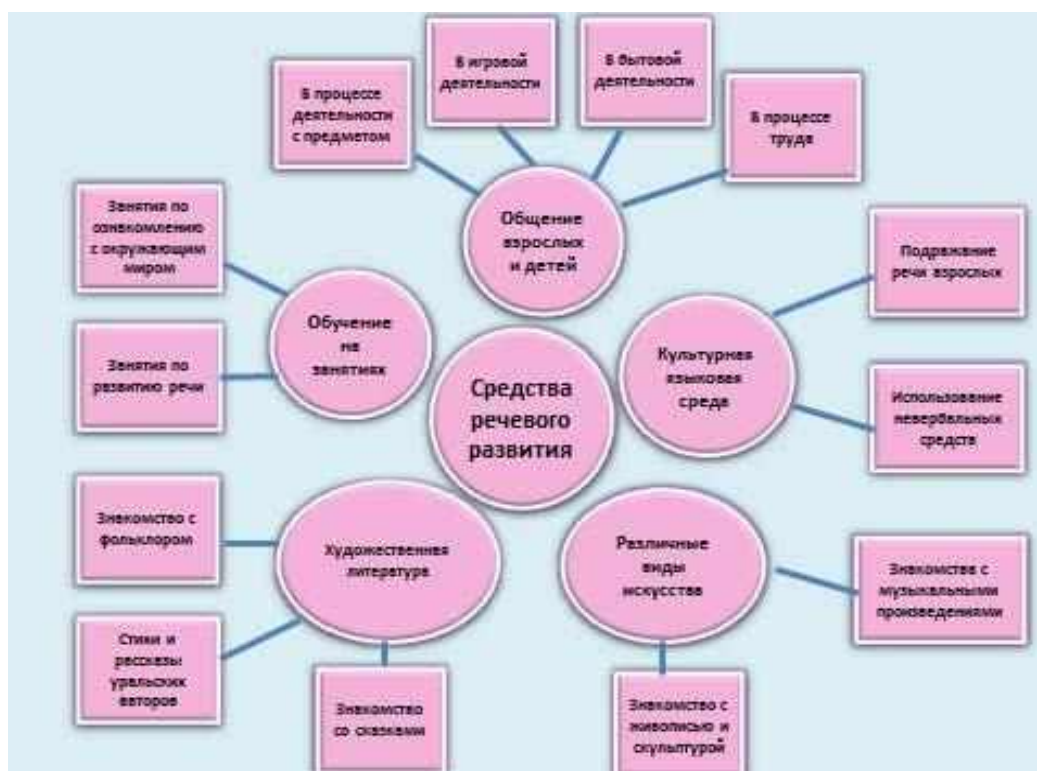 В процессе
деятельности
с предметом
В игровой
деятельности
В бытовой
деятельности
В процессе
труда
Общение
взрослых
и детей
Занятия по
ознакомлению
с окружающим
миром
Занятия по
развитию речи
Обучение
на
занятиях
Культурная
языковая
среда
Подражание
речи взрослых
Использование
невербальных
средств
Средства
речевого
развития
Знакомство с
фольклором
Стихи и
рассказы
уральских
авторов
Знакомство
со сказками
Художественная
литература
Различные
виды
искусства
Знакомства с
музыкальными
произведениями
Знакомство с
живописью и
скульптурой